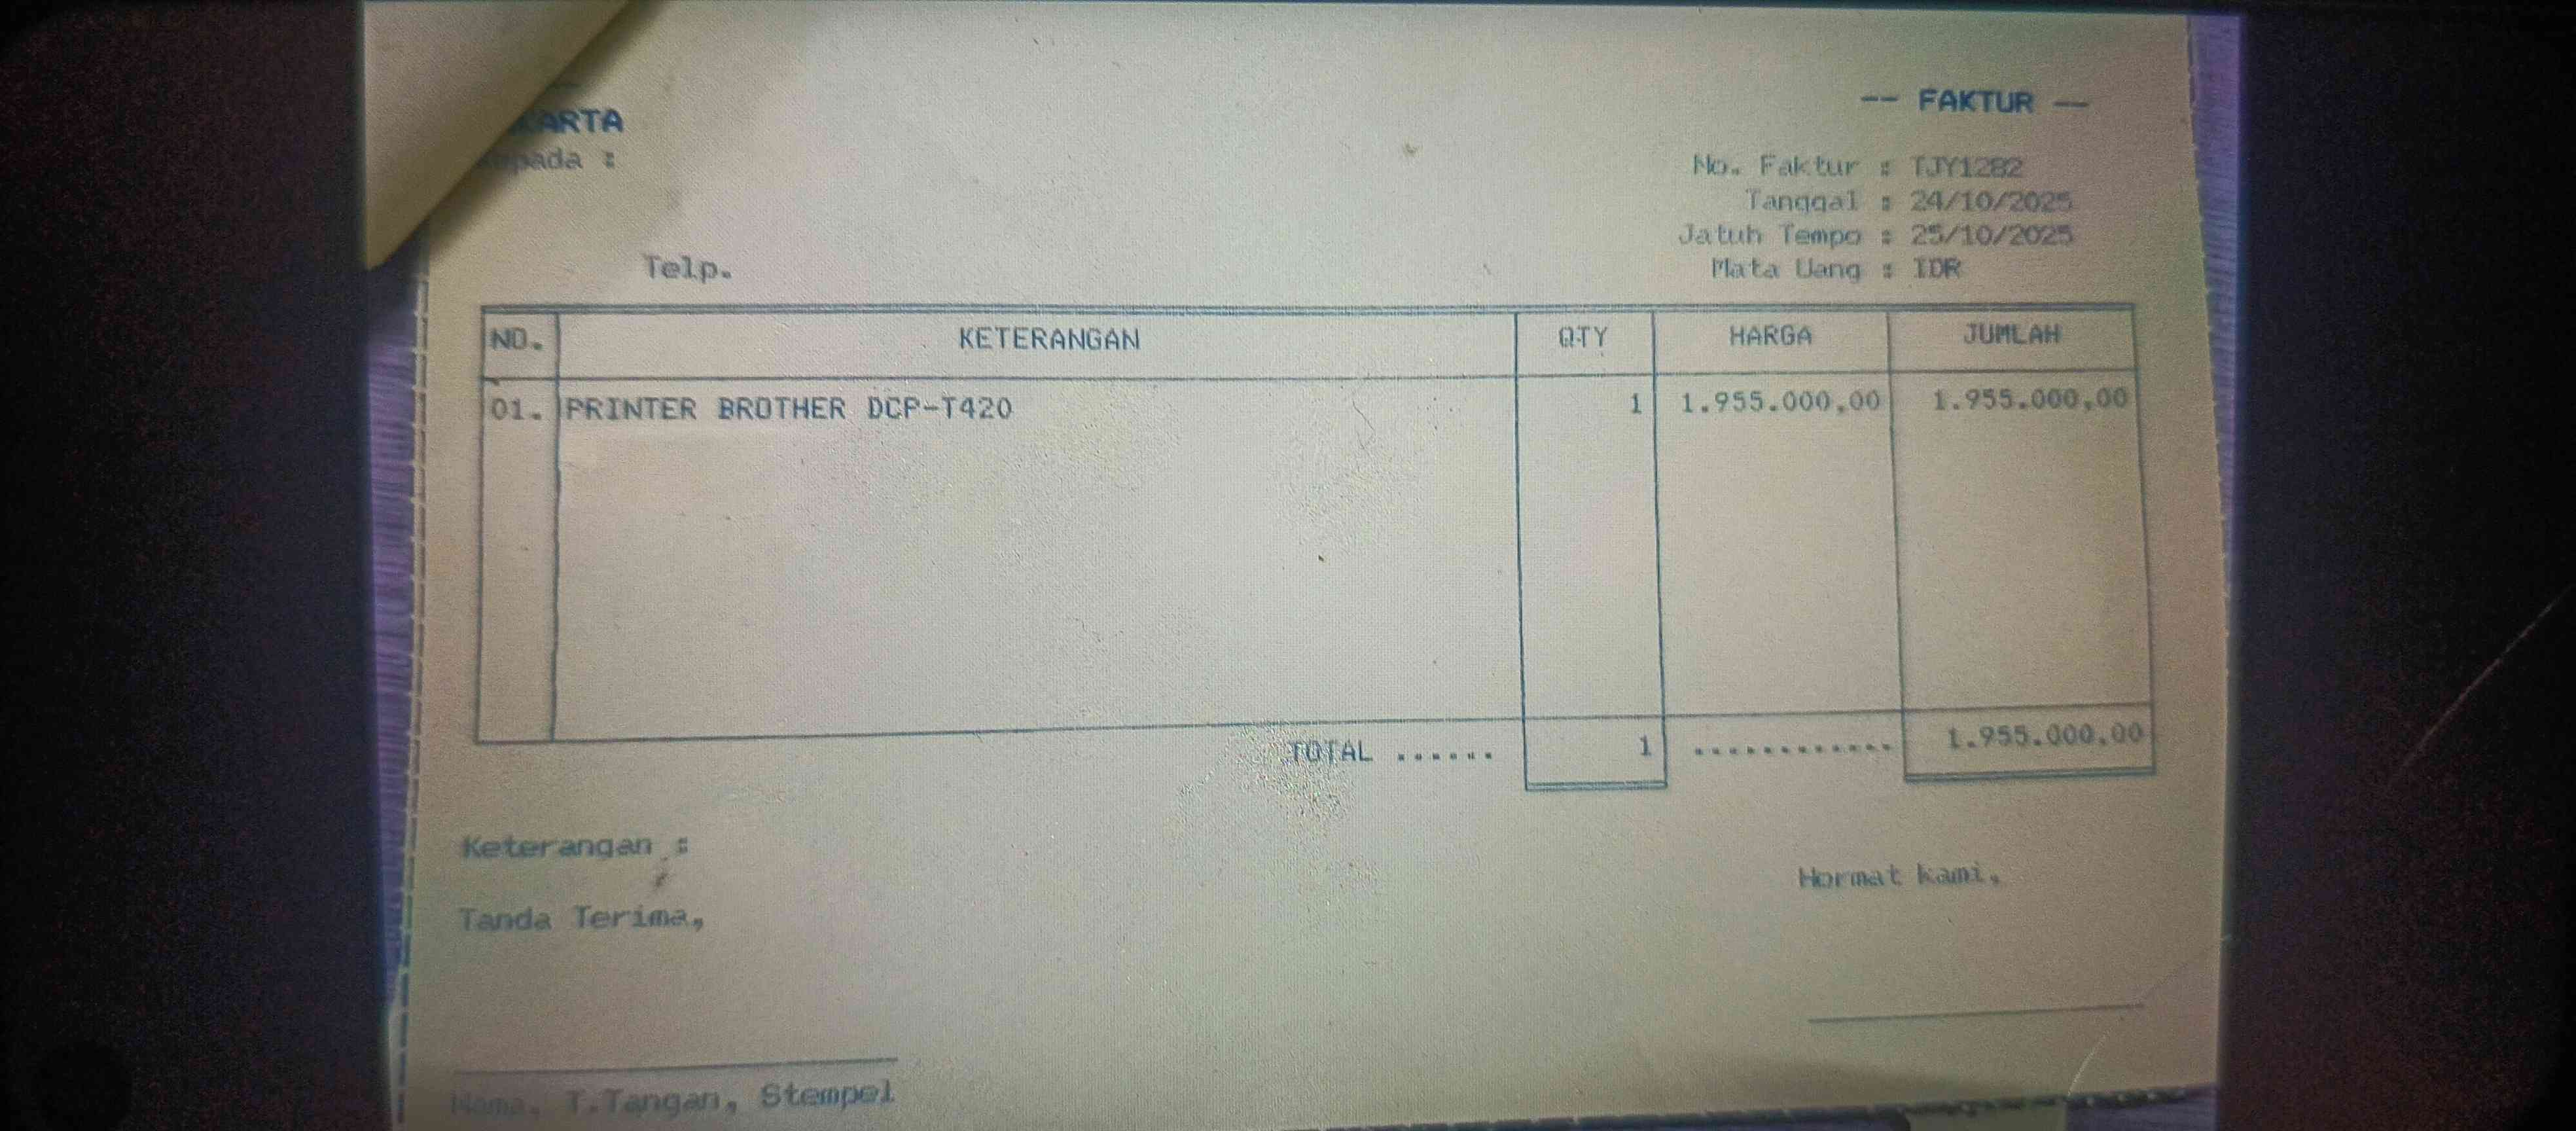 -- FAKTUR --
ARTA
pada :
No. Faktur : TJY1282
Tanggal : 24/10/2025
Jatuh Tempo : 25/10/2025
Mata Uang : IDR
Telp.
NO. KETERANGAN QTY HARGA JUMLAH
01. PRINTER BROTHER DCP-T420 1 1.955.000,00 1.955.000,00
TOTAL ...... 1 ............ 1.955.000,00
Keterangan :
Hormat kami,
Tanda Terima,
Nama, T.Tangan, Stempel